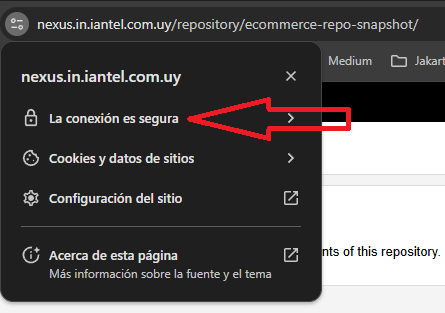 nexus.in.iantel.com.uy/repository/ecommerce-repo-snapshot/
Medium
Jakart
nexus.in.iantel.com.uy
La conexión es segura
Cookies y datos de sitios
Configuración del sitio
Acerca de esta página
Más información sobre la fuente y el tema
nts of this repository.